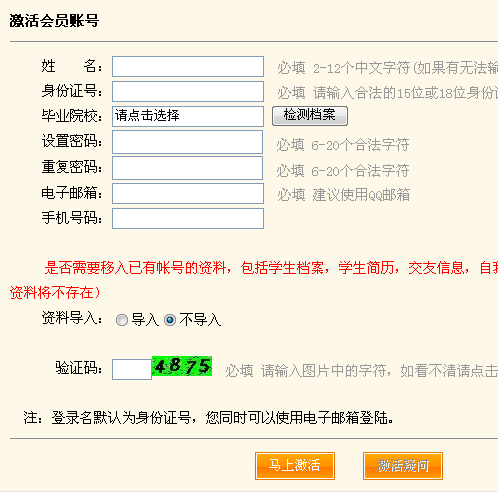 激活会员账号
姓 名： 必填 2-12个中文字符(如果有无法输
身份证号： 必填 请输入合法的15位或18位身份
毕业院校： 请点击选择 检测档案
设置密码： 必填 6-20个合法字符
重复密码： 必填 6-20个合法字符
电子邮箱： 必填 建议使用QQ邮箱
手机号码：
是否需要移入已有帐号的资料，包括学生档案，学生简历，交友信息，自我
资料将不存在）
资料导入： 导入 不导入
验证码： 4875 必填 请输入图片中的字符，如看不清请点击
注：登录名默认为身份证号，您同时可以使用电子邮箱登陆。
马上激活 激活疑问